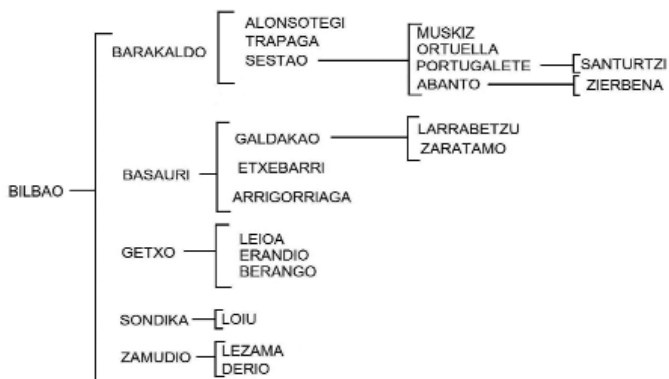 BILBAO
BARAKALDO
ALONSOTEGI
TRAPAGA
SESTAO
MUSKIZ
ORTUELLA
PORTUGALETE
SANTURTZI
ABANTO
ZIERBENA
BASAURI
GALDAKAO
LARRABETZU
ZARATAMO
ETXEBARRI
ARRIGORRIAGA
GETXO
LEIOA
ERANDIO
BERANGO
SONDIKA
LOIU
ZAMUDIO
LEZAMA
DERIO